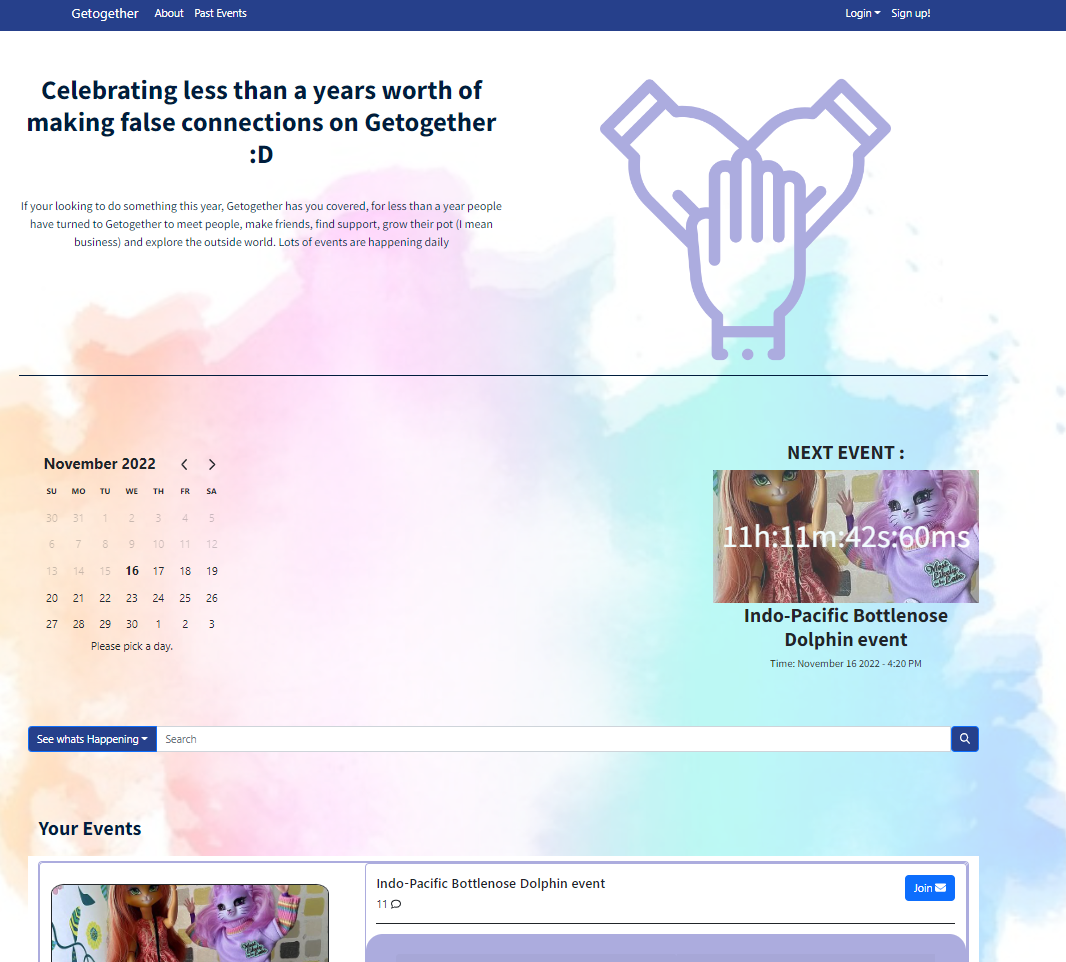 Getogether About Past Events Login Sign up!
Celebrating less than a years worth of
making false connections on Getogether
:D
If your looking to do something this year, Getogether has you covered, for less than a year people
have turned to Getogether to meet people, make friends, find support, grow their pot (I mean
business) and explore the outside world. Lots of events are happening daily
November 2022
SU MO TU WE TH FR SA
30 31 1 2 3 4 5
6 7 8 9 10 11 12
13 14 15 16 17 18 19
20 21 22 23 24 25 26
27 28 29 30 1 2 3
Please pick a day.
NEXT EVENT :
11h:11m:42s:60ms
Most
Likely
to be Late
Indo-Pacific Bottlenose
Dolphin event
Time: November 16 2022 - 4:20 PM
See whats Happening Search
Your Events
Indo-Pacific Bottlenose Dolphin event
Join
11